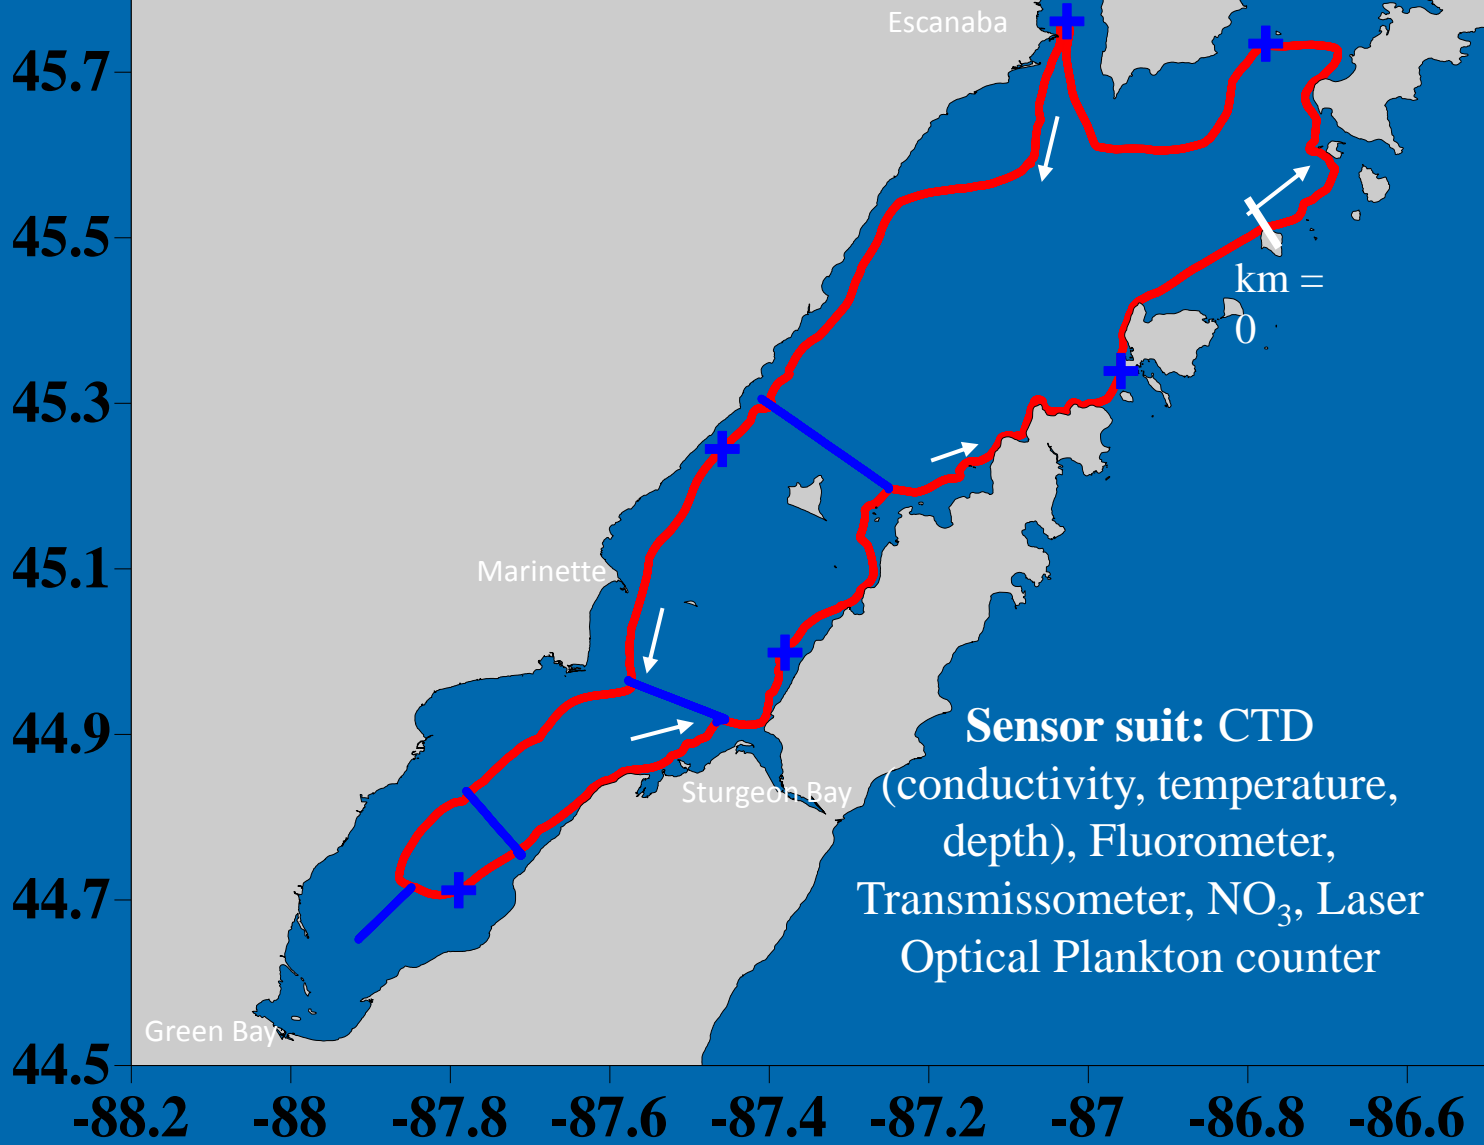 Escanaba
45.7
45.5
km =
0
45.3
Marinette
45.1
44.9
Sensor suit: CTD
(conductivity, temperature,
depth), Fluorometer,
Transmissometer, NO₃, Laser
Optical Plankton counter
Sturgeon Bay
44.7
Green Bay
44.5
-88.2 -88 -87.8 -87.6 -87.4 -87.2 -87 -86.8 -86.6